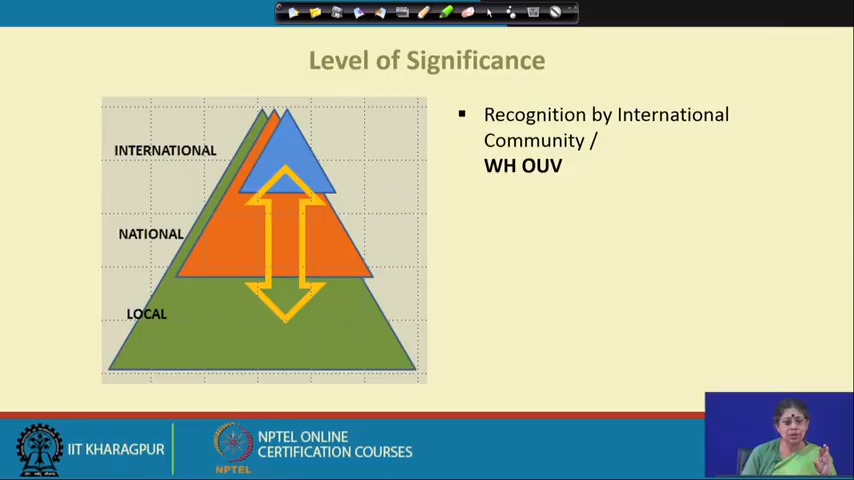 Level of Significance
INTERNATIONAL
NATIONAL
LOCAL
▪ Recognition by International
Community /
WH OUV
IIT KHARAGPUR
NPTEL
NPTEL ONLINE
CERTIFICATION COURSES